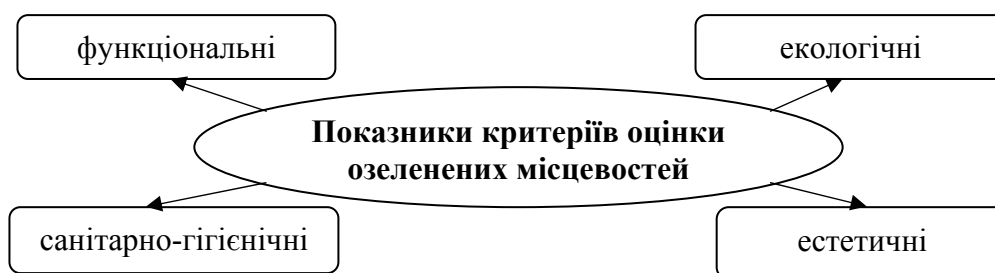 функціональні
екологічні
Показники критеріїв оцінки
озеленених місцевостей
санітарно-гігієнічні
естетичні